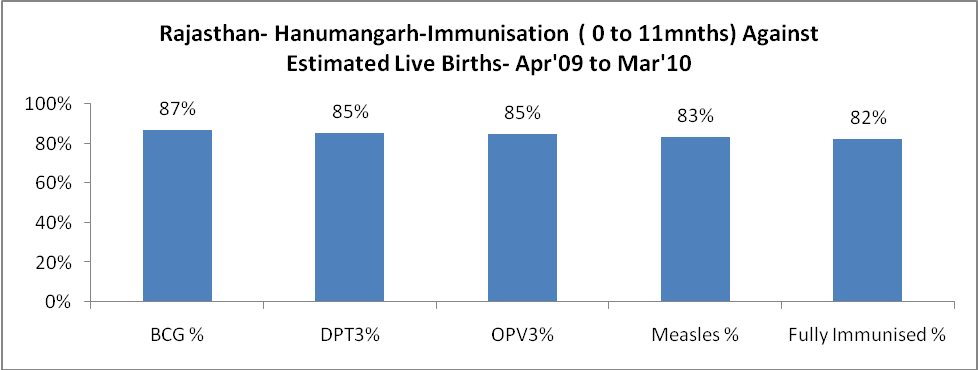 Rajasthan- Hanumangarh-Immunisation ( 0 to 11mnths) Against
Estimated Live Births- Apr'09 to Mar'10
100%
80%
60%
40%
20%
0%
87%
85%
85%
83%
82%
BCG %
DPT3%
OPV3%
Measles %
Fully Immunised %